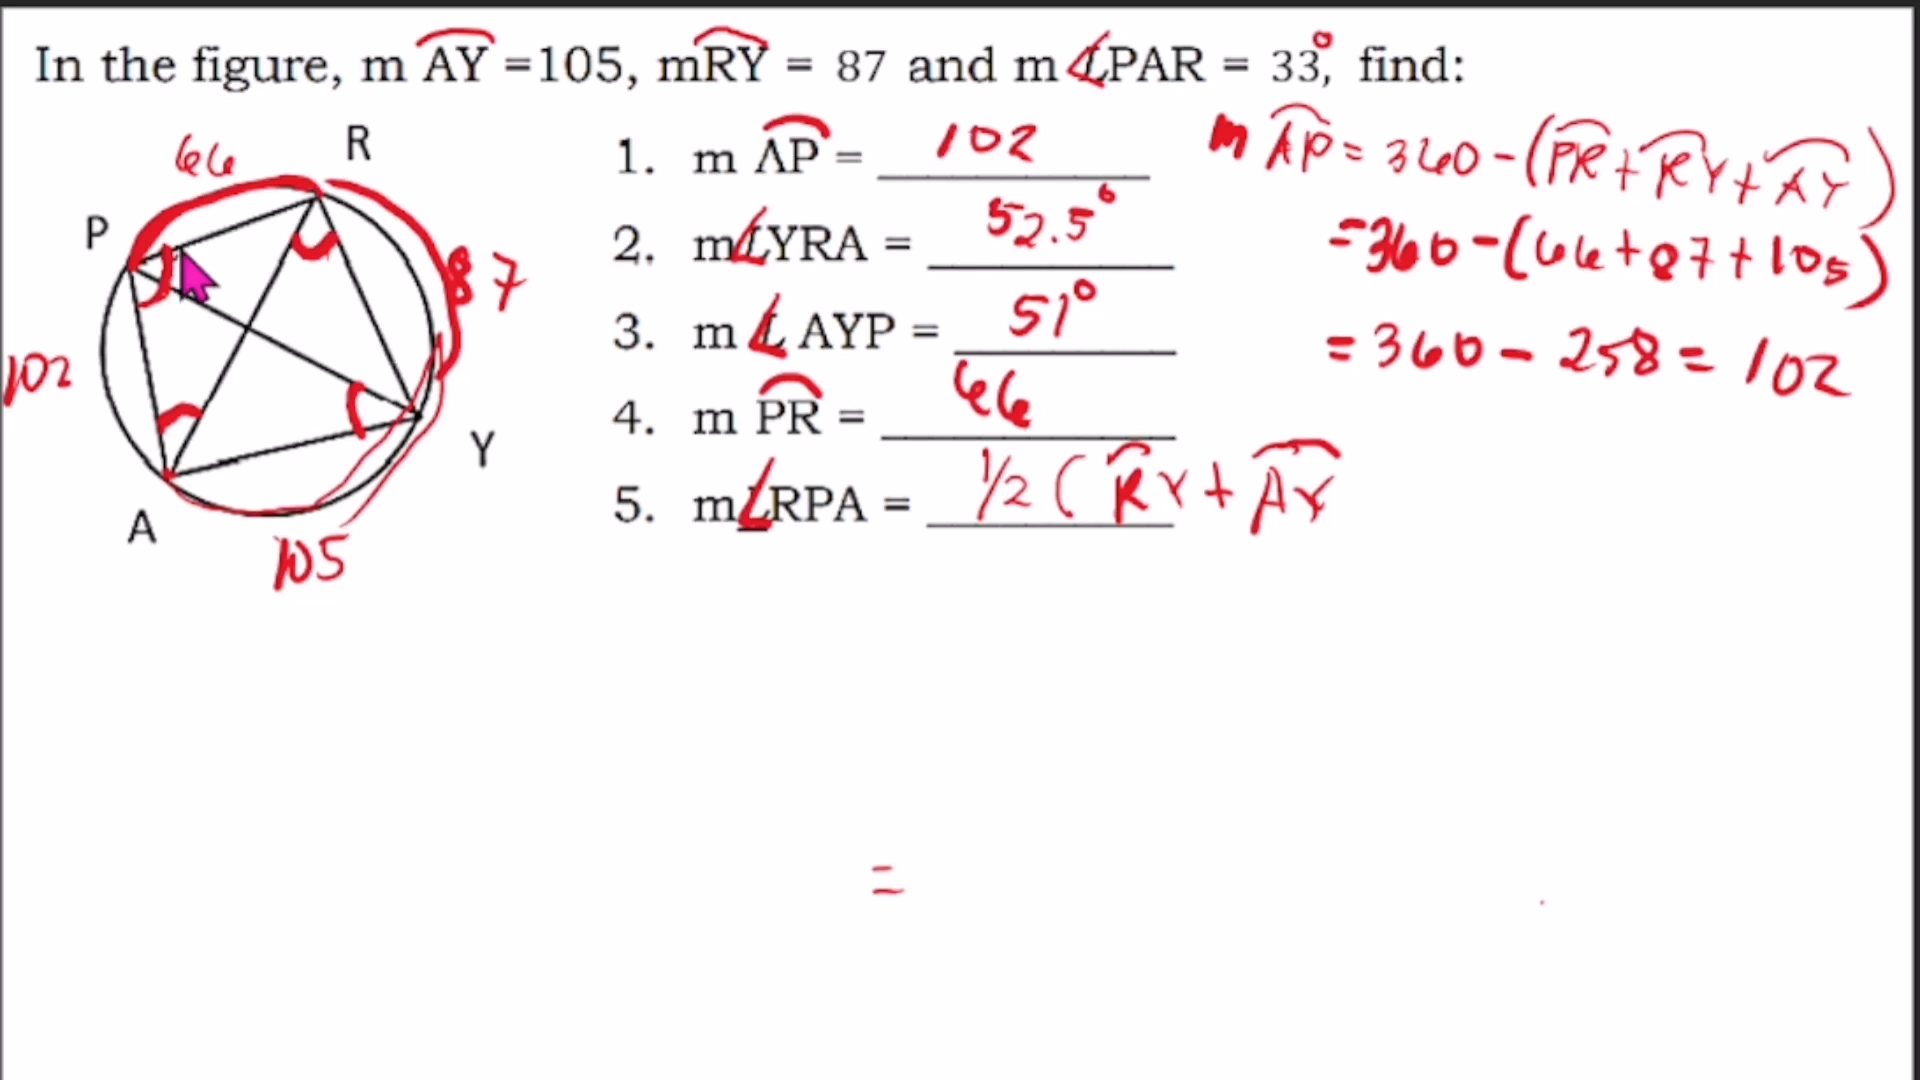 In the figure, m AY =105, mRY = 87 and m∠PAR = 33°, find:
1. m AP = 102
2. m∠YRA = 52.5°
3. m∠ AYP = 51°
4. m PR = 66
5. m∠RPA = 1/2 ( RY + AY
m AP = 360 - (PR + RY + AY)
= 360 - (66 + 87 + 105)
= 360 - 258 = 102
66
R
P
87
102
Y
A
105
=